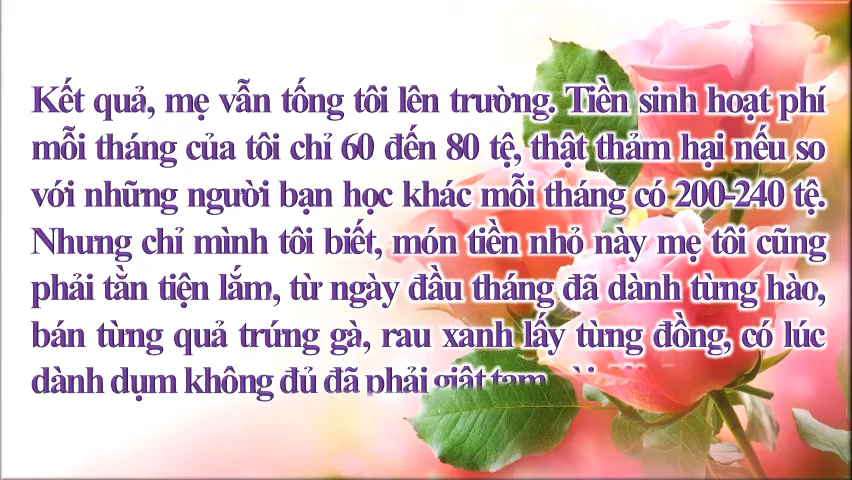 Kết quả, mẹ vẫn tống tôi lên trường. Tiền sinh hoạt phí
mỗi tháng của tôi chỉ 60 đến 80 tệ, thật thảm hại nếu so
với những người bạn học khác mỗi tháng có 200-240 tệ.
Nhưng chỉ mình tôi biết, món tiền nhỏ này mẹ tôi cũng
phải tằn tiện lắm, từ ngày đầu tháng đã dành từng hào,
bán từng quả trứng gà, rau xanh lấy từng đồng, có lúc
dành dụm không đủ đã phải giật tạm